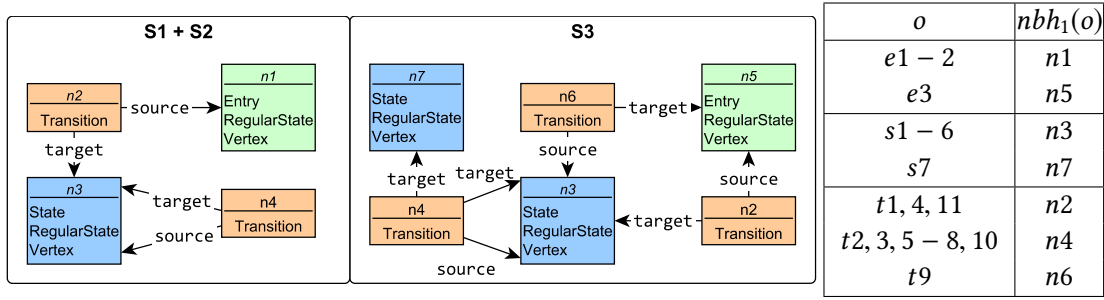 S1 + S2
n2
Transition
source
n1
Entry
RegularState
Vertex
target
n3
State
RegularState
Vertex
target
source
n4
Transition
S3
n7
State
RegularState
Vertex
n6
Transition
target
n5
Entry
RegularState
Vertex
source
target
target
source
n4
Transition
n3
State
RegularState
Vertex
target
n2
Transition
source
o nbh₁(o)
e1 − 2 n1
e3 n5
s1 − 6 n3
s7 n7
t1, 4, 11 n2
t2, 3, 5 − 8, 10 n4
t9 n6